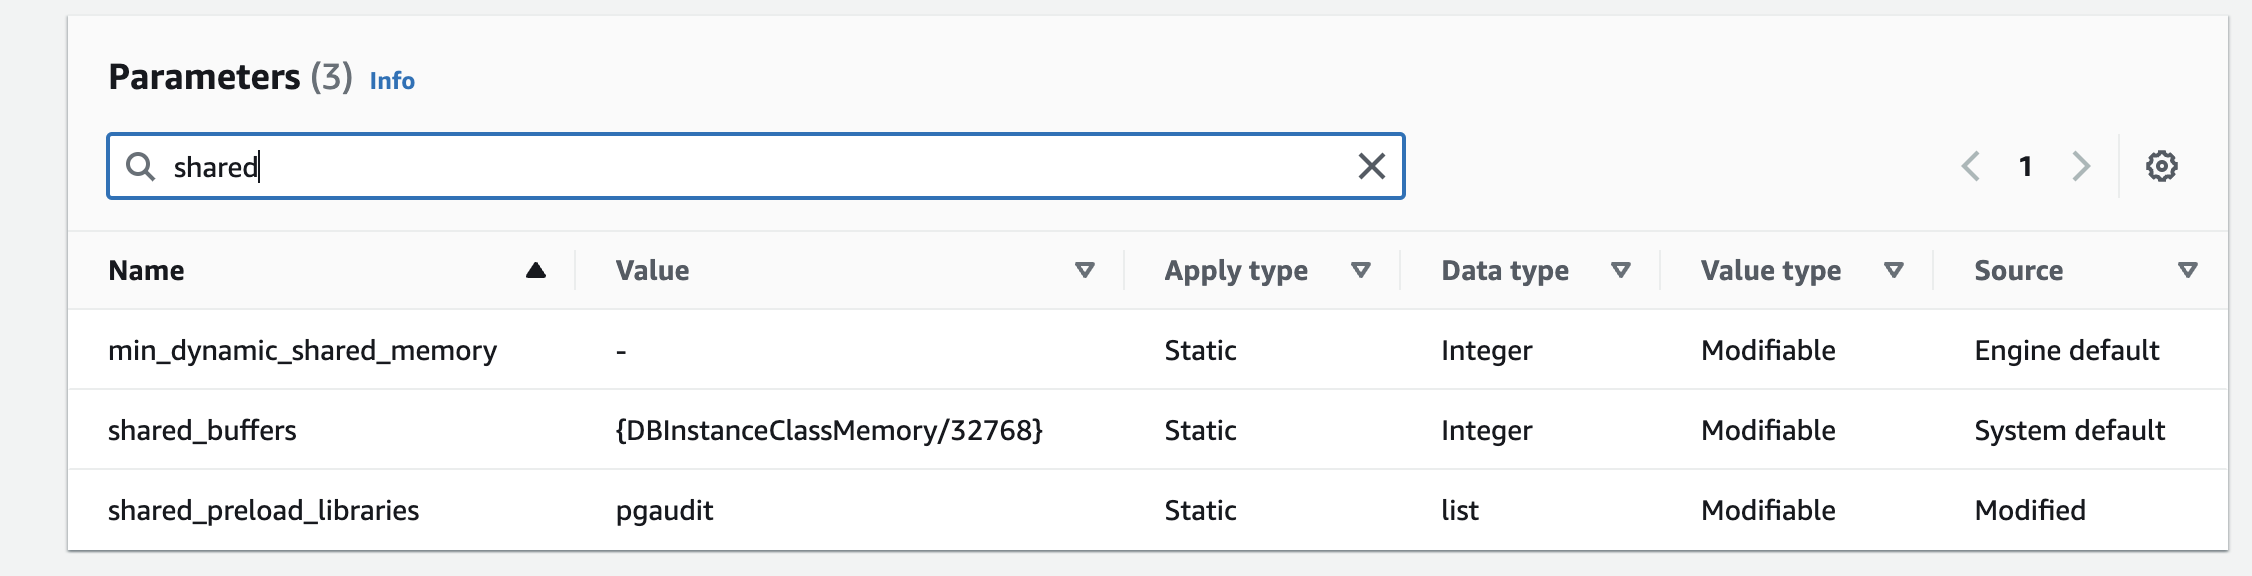 Parameters (3) Info
shared
1
Name Value Apply type Data type Value type Source
min_dynamic_shared_memory - Static Integer Modifiable Engine default
shared_buffers {DBInstanceClassMemory/32768} Static Integer Modifiable System default
shared_preload_libraries pgaudit Static list Modifiable Modified